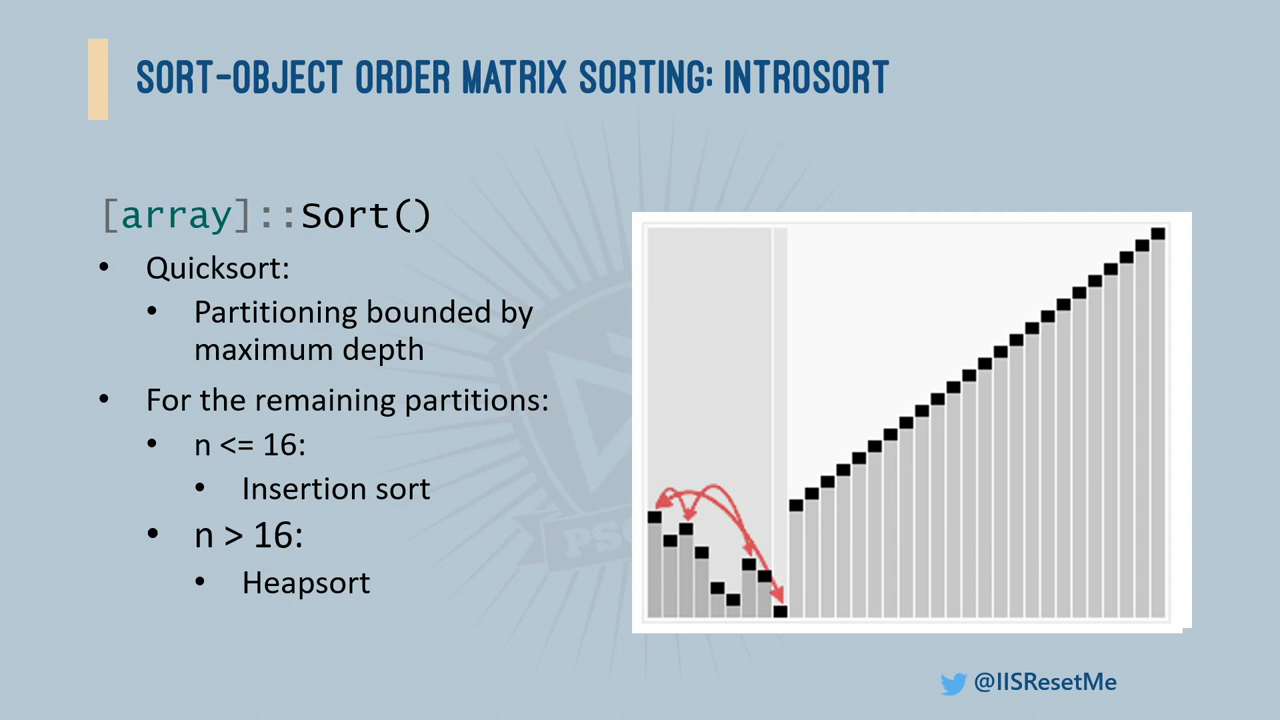 SORT-OBJECT ORDER MATRIX SORTING: INTROSORT
[array]::Sort()
• Quicksort:
• Partitioning bounded by
maximum depth
• For the remaining partitions:
• n <= 16:
• Insertion sort
• n > 16:
• Heapsort
@IISResetMe